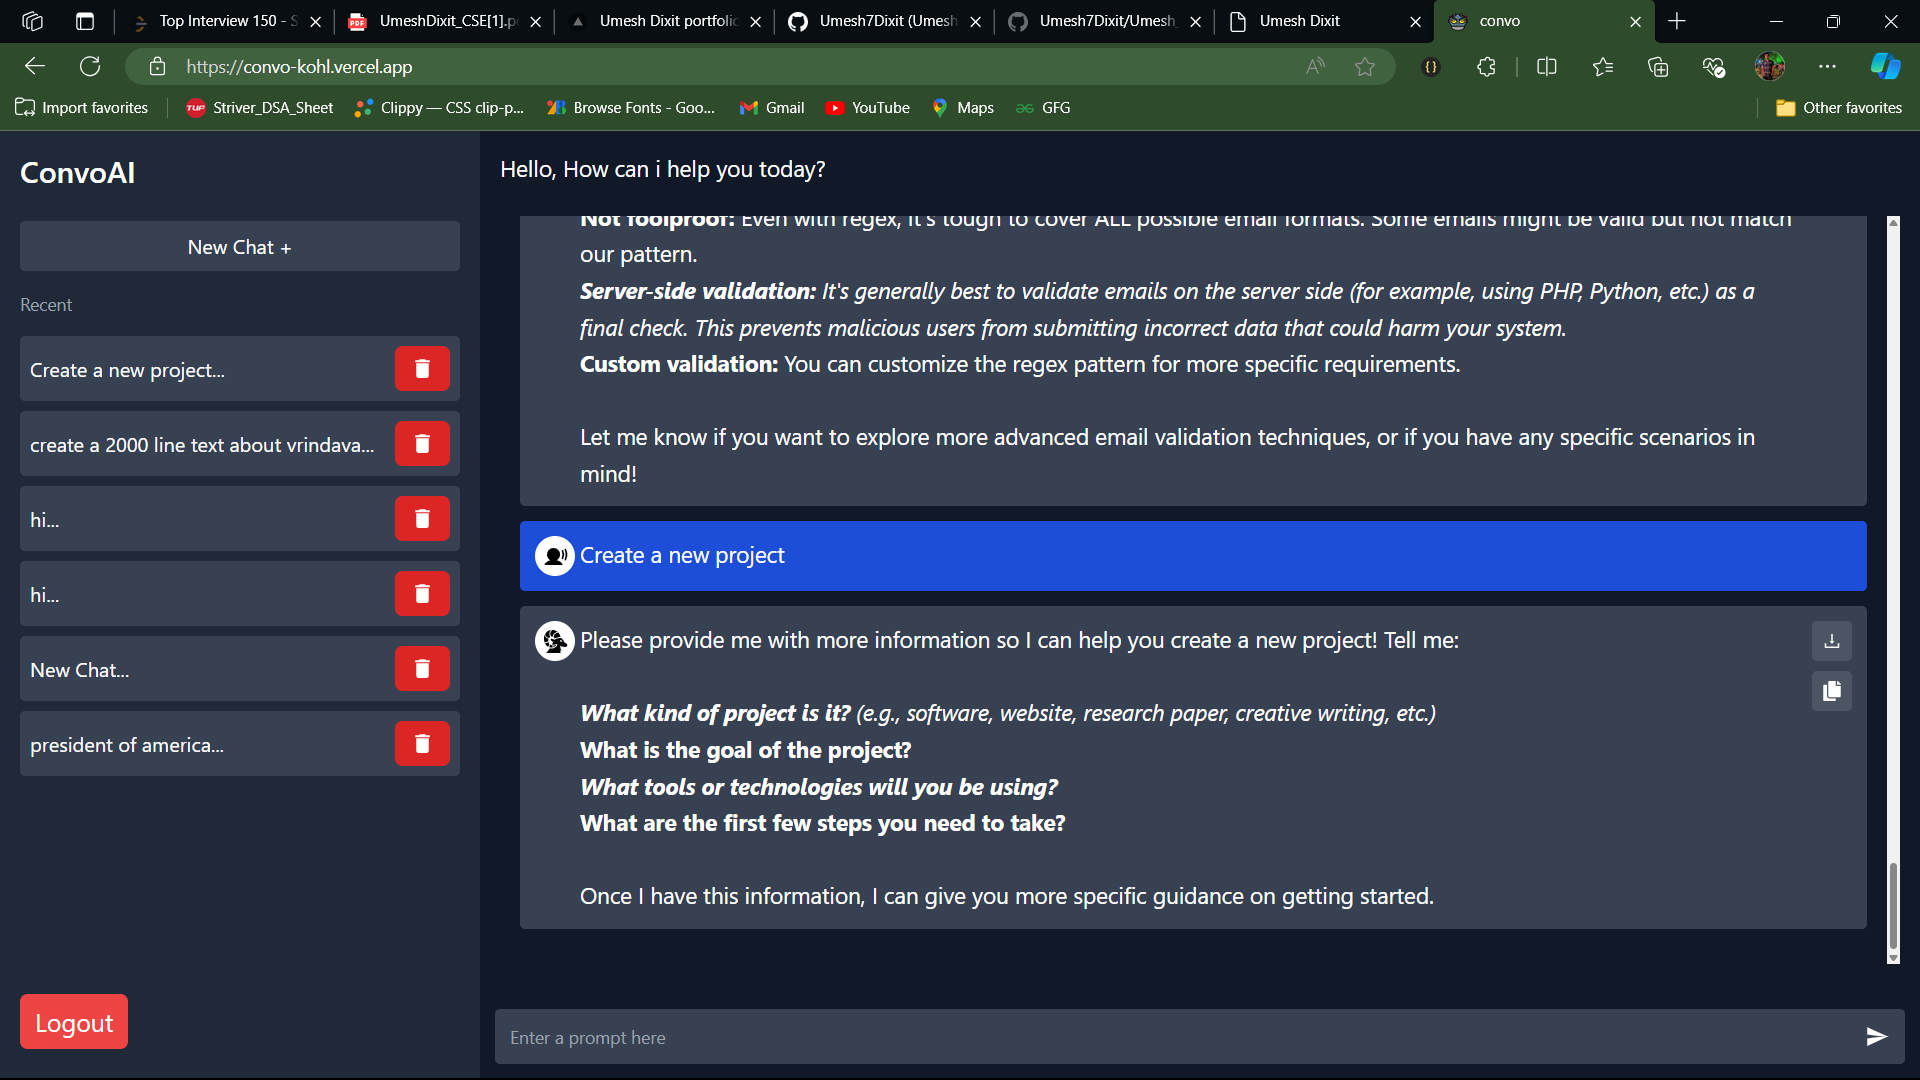 Top Interview 150 - S
UmeshDixit_CSE[1].p
Umesh Dixit portfolio
Umesh7Dixit (Umesh
Umesh7Dixit/Umesh_
Umesh Dixit
convo
https://convo-kohl.vercel.app
Import favorites
Striver_DSA_Sheet
Clippy — CSS clip-p...
Browse Fonts - Goo...
Gmail
YouTube
Maps
GFG
Other favorites
ConvoAI
New Chat +
Recent
Create a new project...
create a 2000 line text about vrindava...
hi...
hi...
New Chat...
president of america...
Logout
Hello, How can i help you today?
Not foolproof: Even with regex, it's tough to cover ALL possible email formats. Some emails might be valid but not match
our pattern.
Server-side validation: It's generally best to validate emails on the server side (for example, using PHP, Python, etc.) as a
final check. This prevents malicious users from submitting incorrect data that could harm your system.
Custom validation: You can customize the regex pattern for more specific requirements.
Let me know if you want to explore more advanced email validation techniques, or if you have any specific scenarios in
mind!
Create a new project
Please provide me with more information so I can help you create a new project! Tell me:
What kind of project is it? (e.g., software, website, research paper, creative writing, etc.)
What is the goal of the project?
What tools or technologies will you be using?
What are the first few steps you need to take?
Once I have this information, I can give you more specific guidance on getting started.
Enter a prompt here